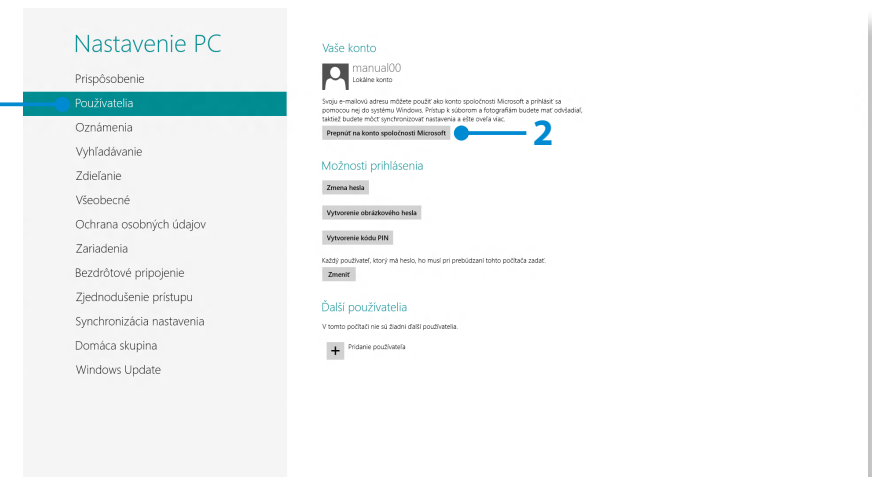 Nastavenie PC
Prispôsobenie
Používatelia
Oznámenia
Vyhľadávanie
Zdieľanie
Všeobecné
Ochrana osobných údajov
Zariadenia
Bezdrôtové pripojenie
Zjednodušenie prístupu
Synchronizácia nastavenia
Domáca skupina
Windows Update
Vaše konto
manual00
Lokálne konto
Svoju e-mailovú adresu môžete použiť ako konto spoločnosti Microsoft a prihlásiť sa
pomocou nej do systému Windows. Prístup k súborom a fotografiám budete mať odvšadiaľ,
taktiež budete môcť synchronizovať nastavenia a ešte oveľa viac.
Prepnúť na konto spoločnosti Microsoft
2
Možnosti prihlásenia
Zmena hesla
Vytvorenie obrázkového hesla
Vytvorenie kódu PIN
Každý používateľ, ktorý má heslo, ho musí pri prebúdzaní tohto počítača zadať.
Zmeniť
Ďalší používatelia
V tomto počítači nie sú žiadni ďalší používatelia.
Pridanie používateľa